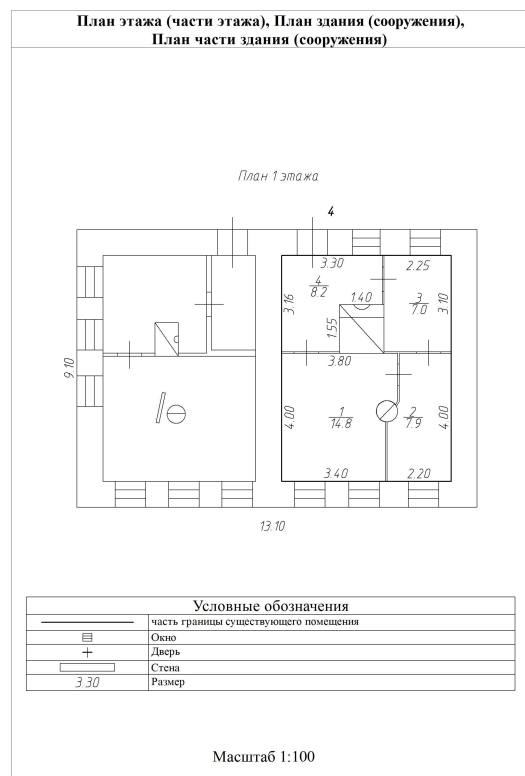 План этажа (части этажа), План здания (сооружения),
План части здания (сооружения)
План 1 этажа
4
3.30
2.25
4
8.2
1.40
3
7.0
3.16
3.10
1.55
9.10
3.80
4.00
1
14.8
2
7.9
4.00
3.40
2.20
13.10
Условные обозначения
часть границы существующего помещения
Окно
Дверь
Стена
3.30 Размер
Масштаб 1:100